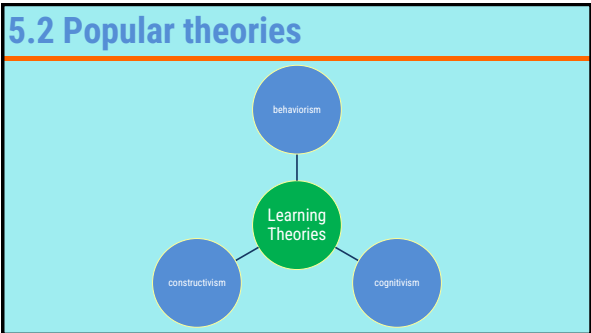 5.2 Popular theories
behaviorism
Learning
Theories
constructivism
cognitivism